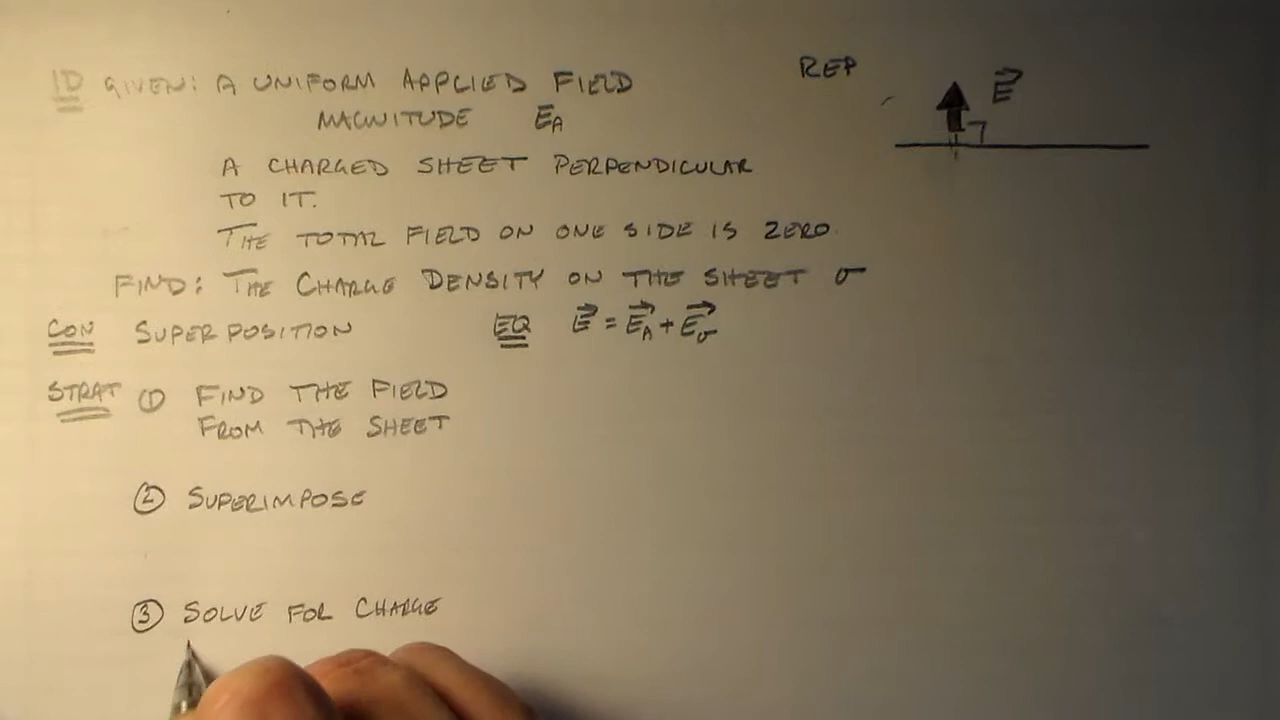 ID GIVEN: A UNIFORM APPLIED FIELD
MAGNITUDE E_A
A CHARGED SHEET PERPENDICULAR
TO IT.
THE TOTAL FIELD ON ONE SIDE IS ZERO.
FIND: THE CHARGE DENSITY ON THE SHEET σ
CON SUPERPOSITION EQ E⃗ = E⃗_A + E⃗_σ
STRAT ① FIND THE FIELD
FROM THE SHEET
② SUPERIMPOSE
③ SOLVE FOR CHARGE
REP
E⃗